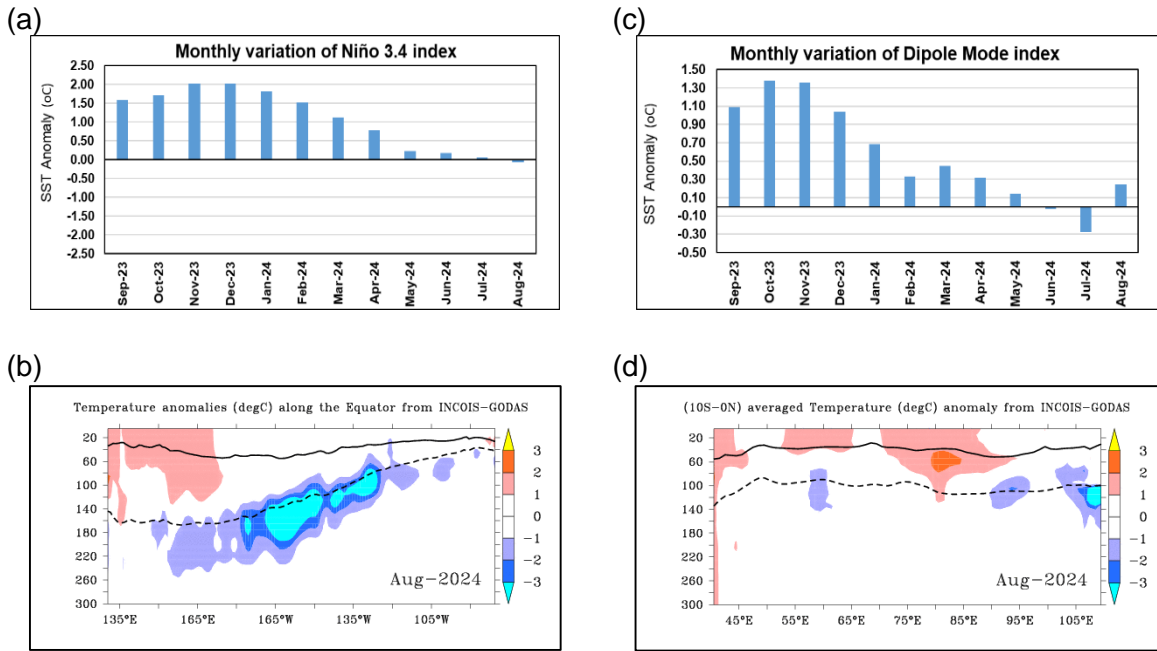 (a)
Monthly variation of Niño 3.4 index
SST Anomaly (oC)
2.50
2.00
1.50
1.00
0.50
0.00
-0.50
-1.00
-1.50
-2.00
-2.50
Sep-23
Oct-23
Nov-23
Dec-23
Jan-24
Feb-24
Mar-24
Apr-24
May-24
Jun-24
Jul-24
Aug-24
(c)
Monthly variation of Dipole Mode index
SST Anomaly (oC)
1.50
1.30
1.10
0.90
0.70
0.50
0.30
0.10
-0.10
-0.30
-0.50
Sep-23
Oct-23
Nov-23
Dec-23
Jan-24
Feb-24
Mar-24
Apr-24
May-24
Jun-24
Jul-24
Aug-24
(b)
Temperature anomalies (degC) along the Equator from INCOIS-GODAS
20
60
100
140
180
220
260
300
135°E 165°E 165°W 135°W 105°W
Aug-2024
3
2
1
0
-1
-2
-3
(d)
(10S-0N) averaged Temperature (degC) anomaly from INCOIS-GODAS
20
60
100
140
180
220
260
300
45°E 55°E 65°E 75°E 85°E 95°E 105°E
Aug-2024
3
2
1
0
-1
-2
-3